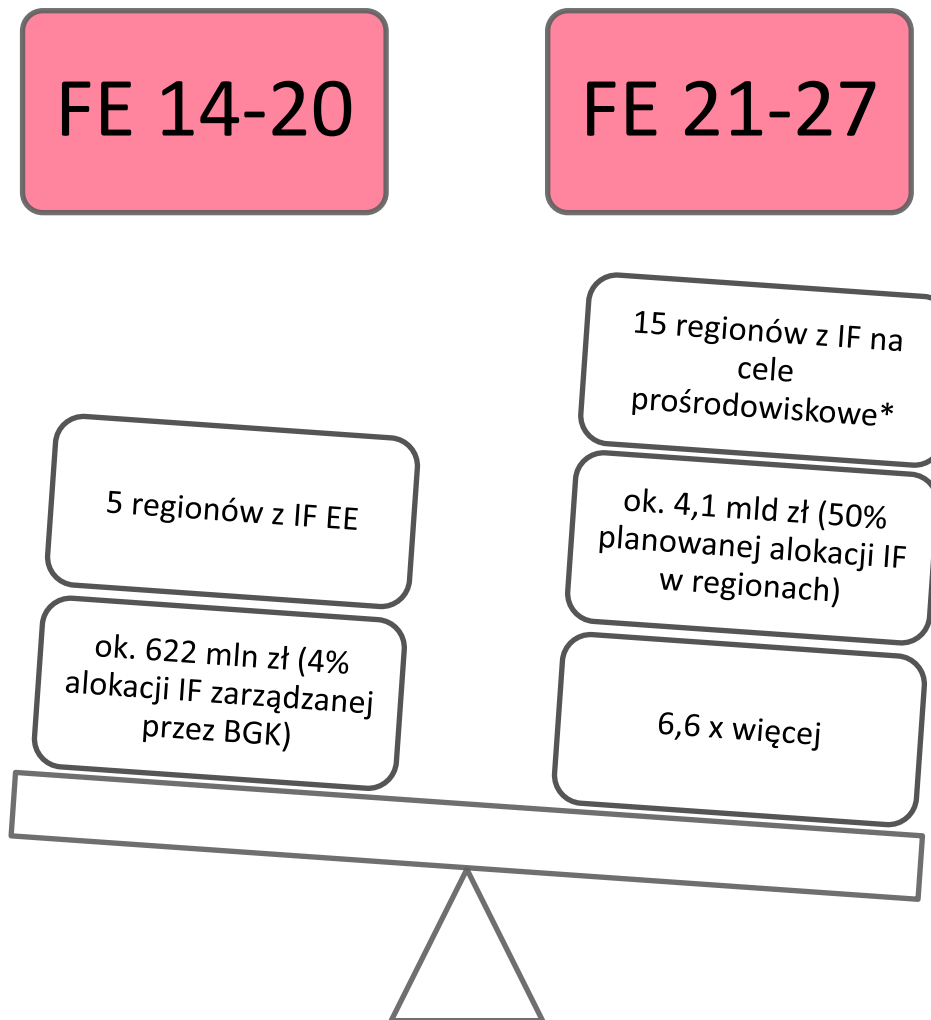 FE 14-20
FE 21-27
5 regionów z IF EE
ok. 622 mln zł (4%
alokacji IF zarządzanej
przez BGK)
15 regionów z IF na
cele
prośrodowiskowe*
ok. 4,1 mld zł (50%
planowanej alokacji IF
w regionach)
6,6 x więcej